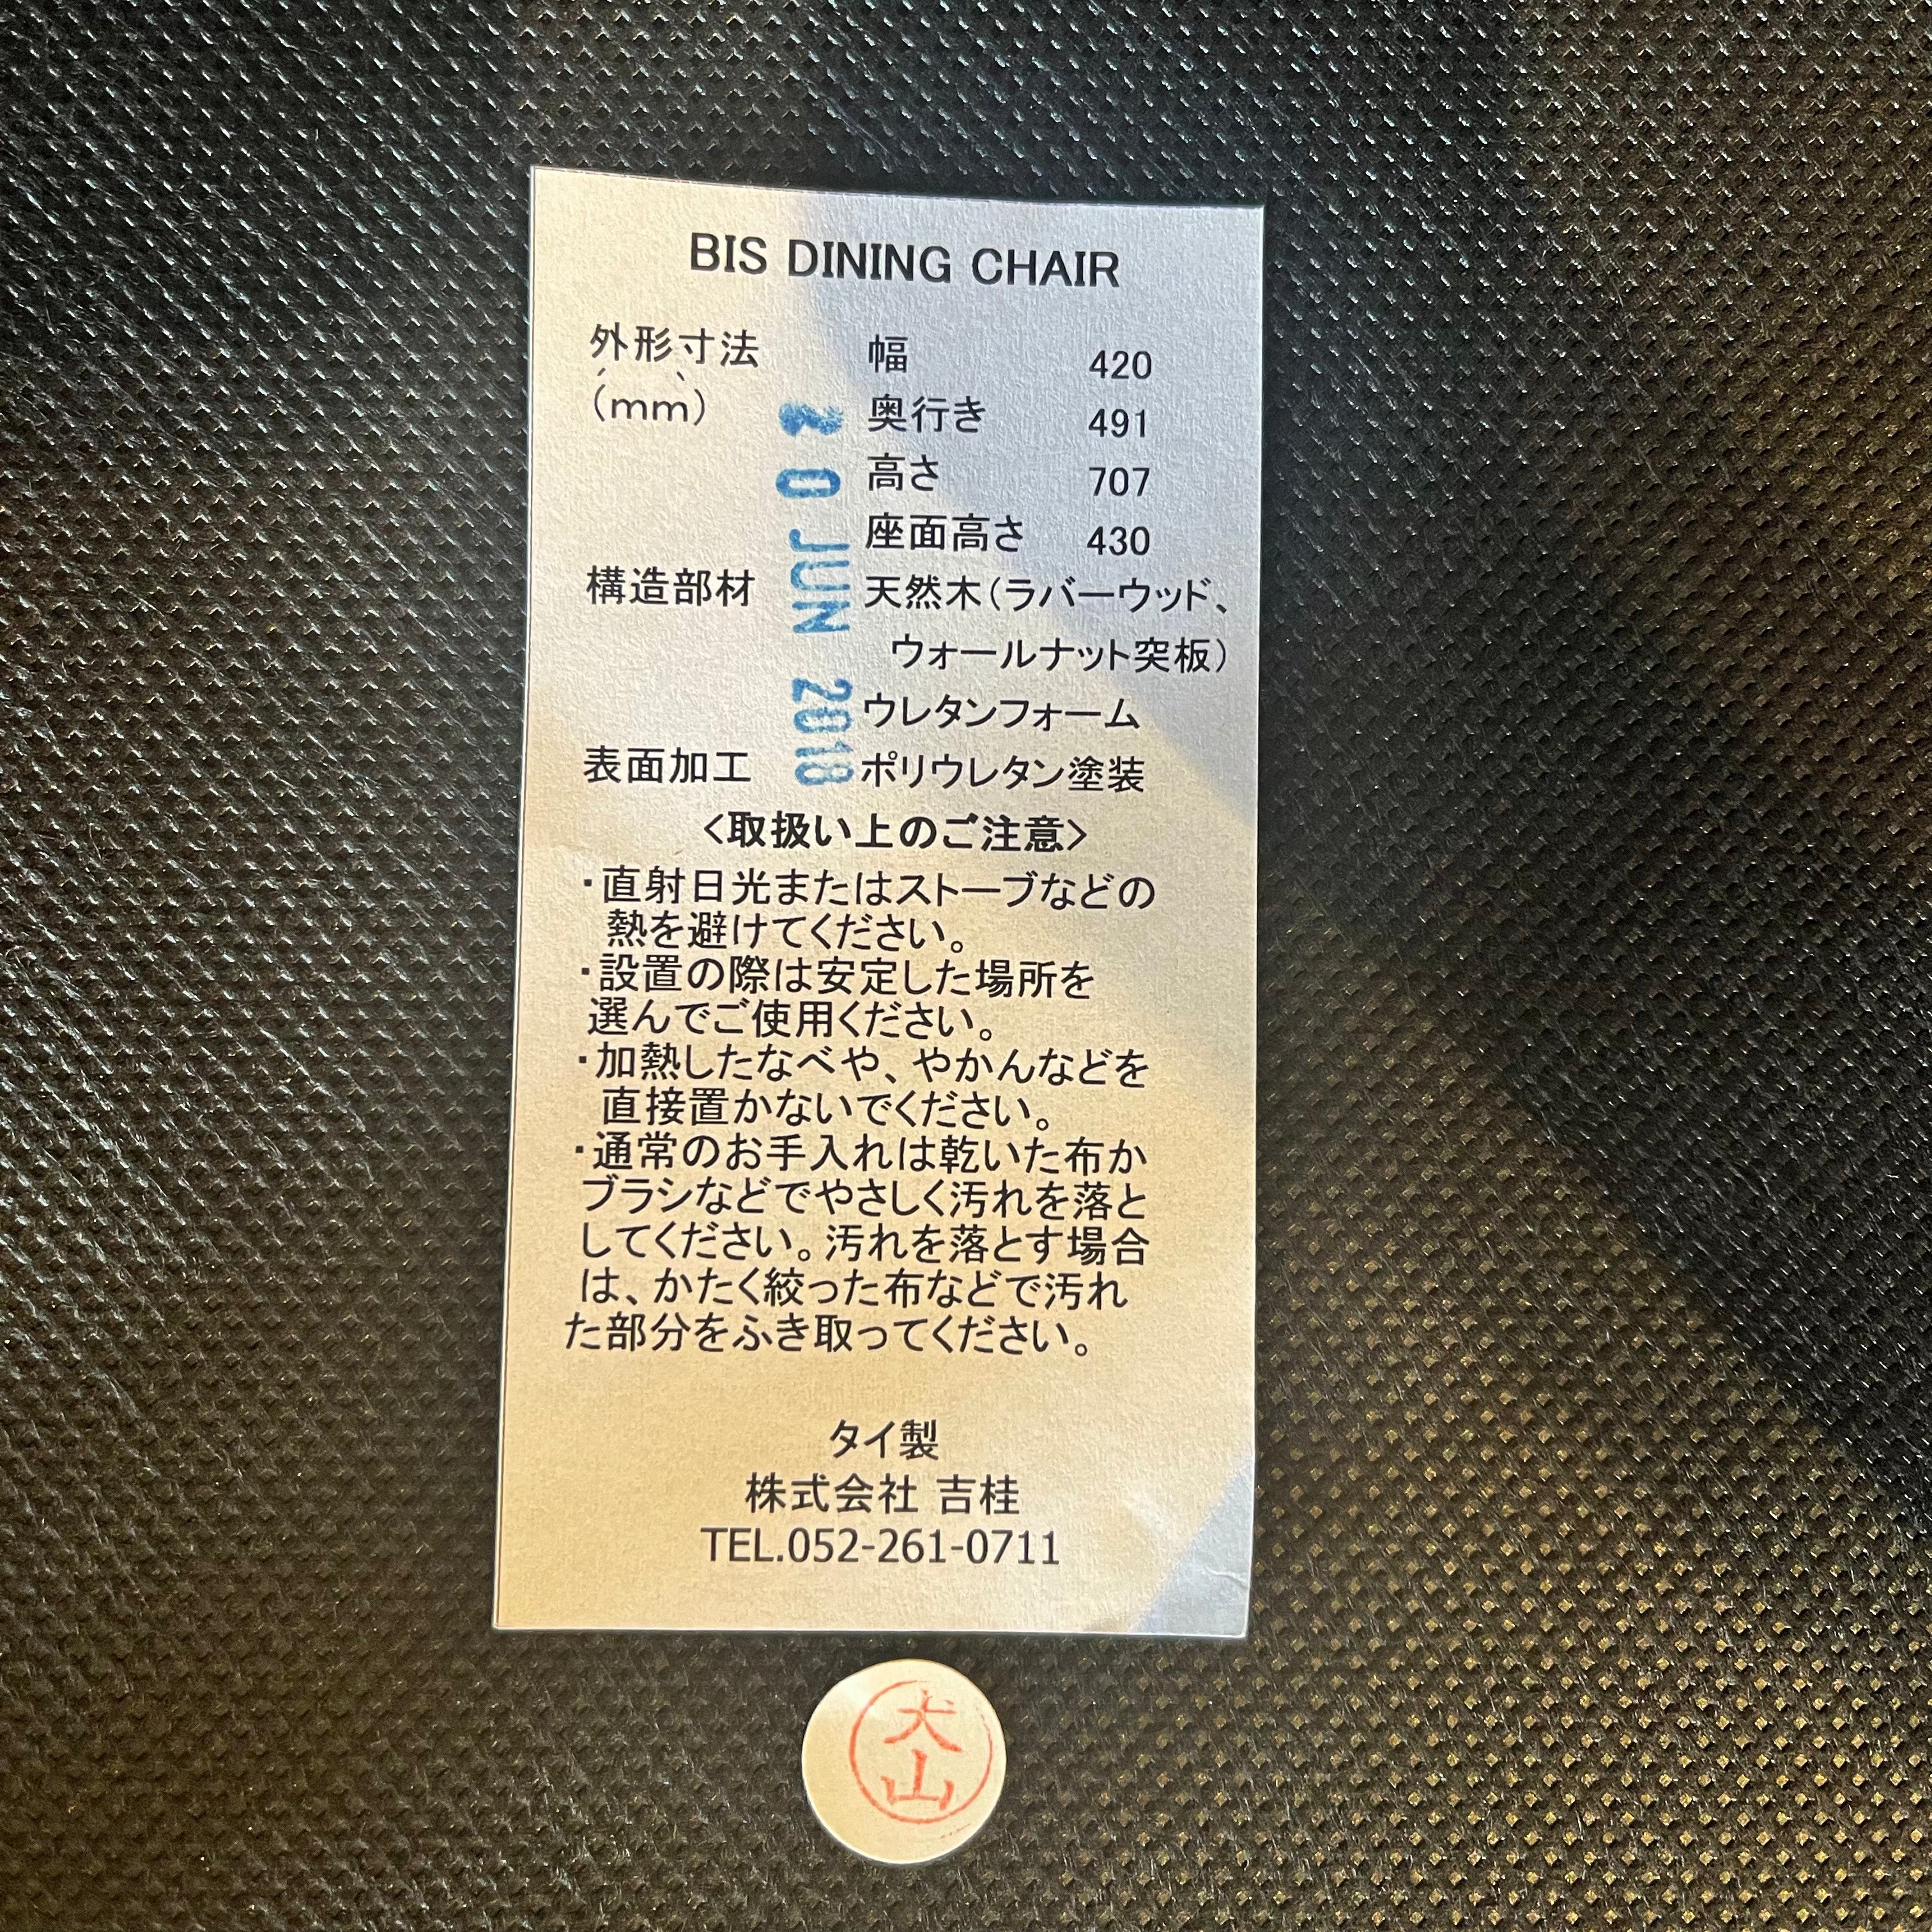 BIS DINING CHAIR
外形寸法 幅 420
(mm) 奥行き 491
高さ 707
座面高さ 430
構造部材 天然木(ラバーウッド、
ウォールナット突板)
ウレタンフォーム
表面加工 ポリウレタン塗装
20 JUN 2018
<取扱い上のご注意>
・直射日光またはストーブなどの
熱を避けてください。
・設置の際は安定した場所を
選んでご使用ください。
・加熱したなべや、やかんなどを
直接置かないでください。
・通常のお手入れは乾いた布か
ブラシなどでやさしく汚れを落と
してください。汚れを落とす場合
は、かたく絞った布などで汚れ
た部分をふき取ってください。
タイ製
株式会社 吉桂
TEL.052-261-0711
犬山